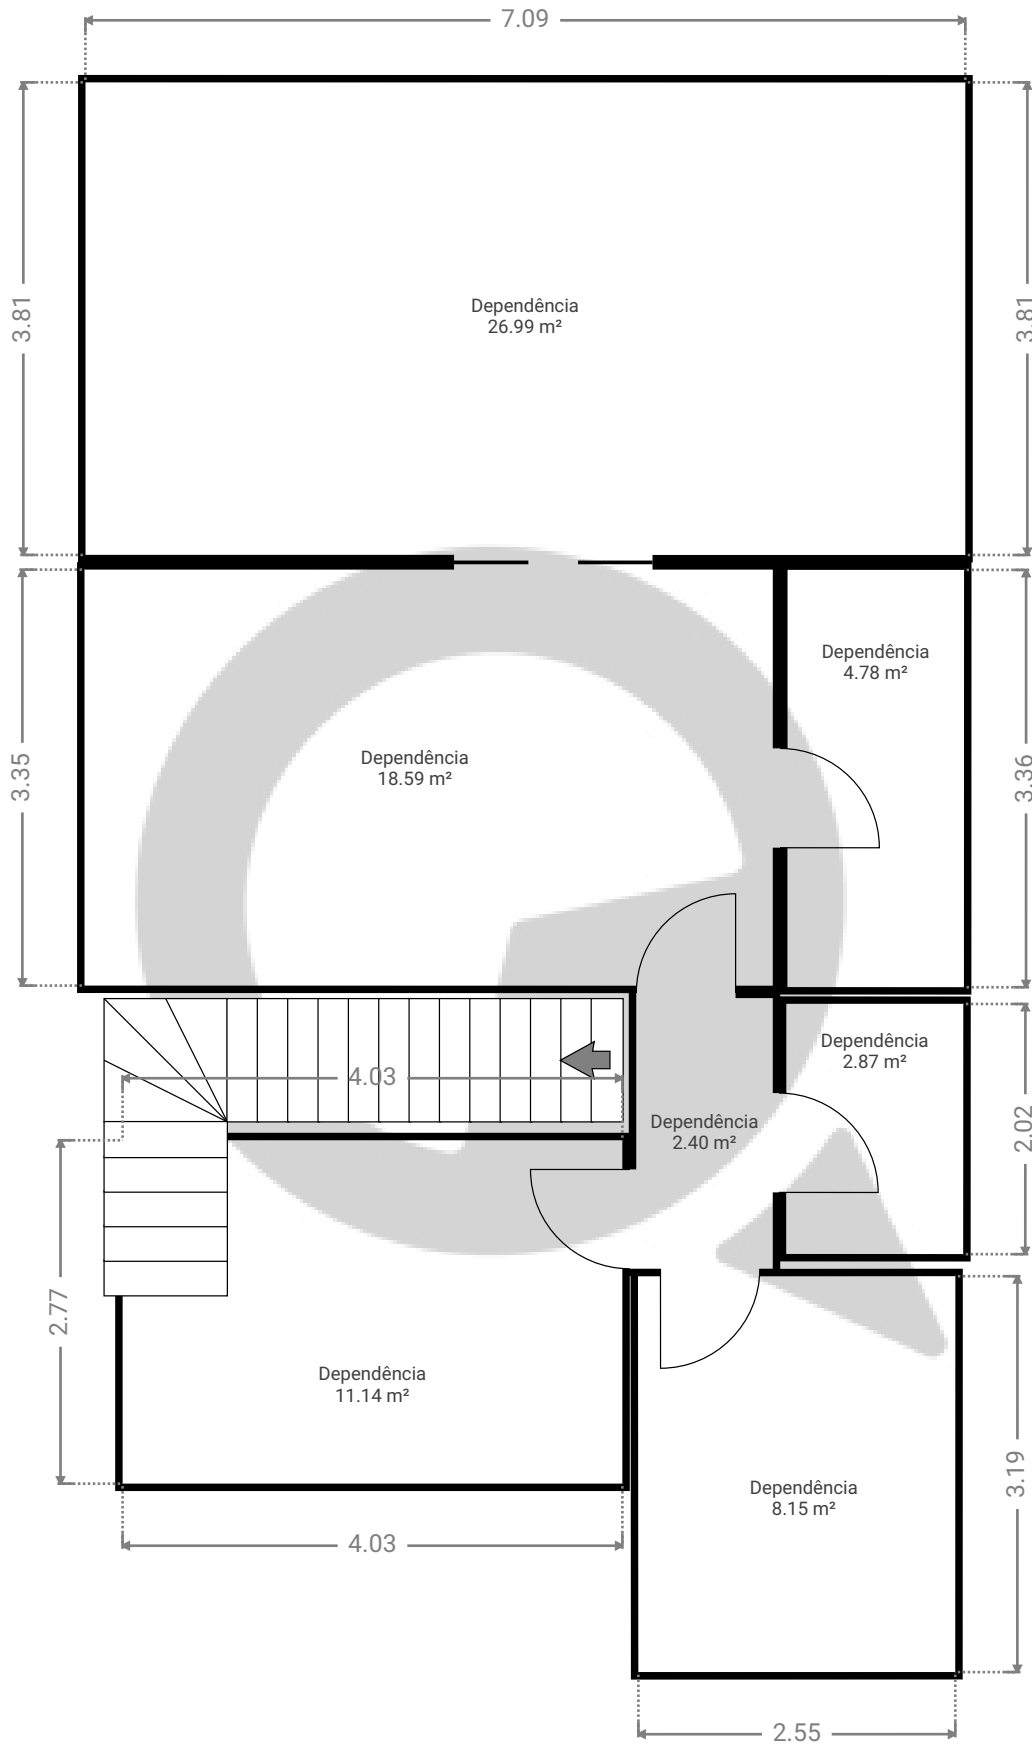 7.09
3.81
3.81
Dependência
26.99 m²
Dependência
4.78 m²
Dependência
18.59 m²
3.35
3.36
Dependência
2.87 m²
4.03
Dependência
2.40 m²
2.02
2.77
Dependência
11.14 m²
Dependência
8.15 m²
3.19
4.03
2.55